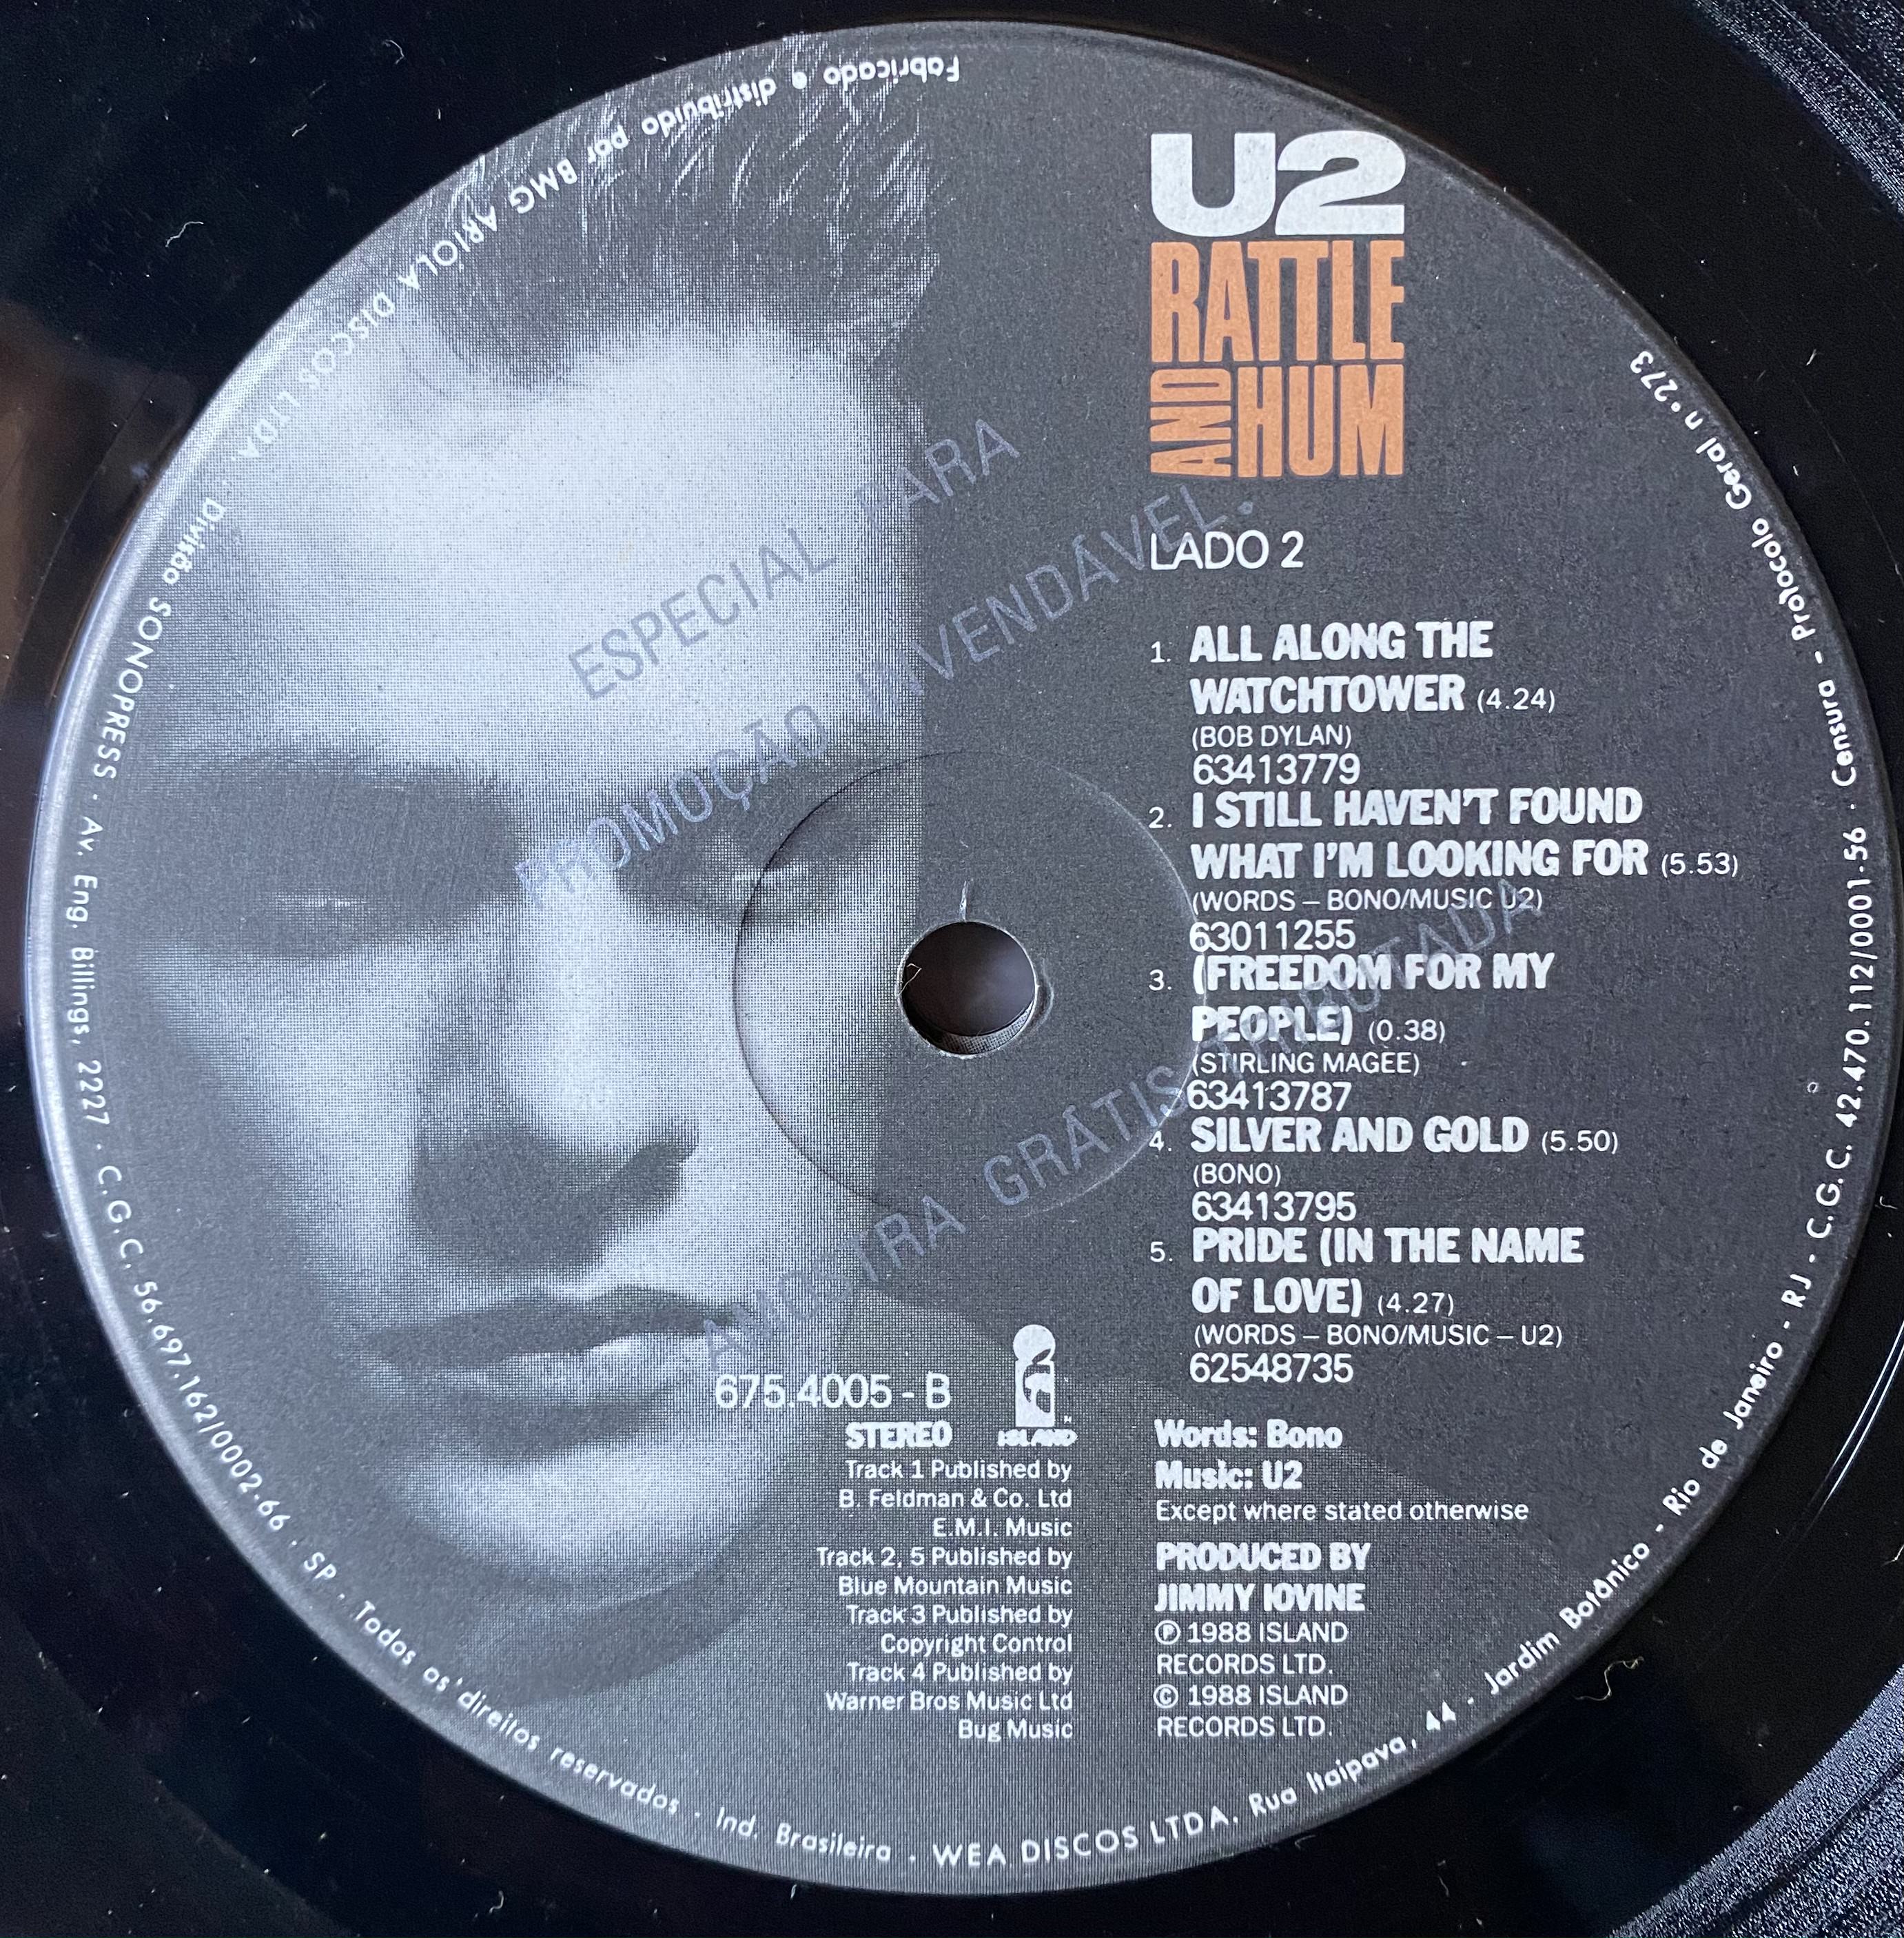 U2
RATTLE
AND HUM
LADO 2
1. ALL ALONG THE
WATCHTOWER (4.24)
(BOB DYLAN)
63413779
2. I STILL HAVEN'T FOUND
WHAT I'M LOOKING FOR (5.53)
(WORDS – BONO/MUSIC U2)
63011255
3. (FREEDOM FOR MY
PEOPLE) (0.38)
(STIRLING MAGEE)
63413787
4. SILVER AND GOLD (5.50)
(BONO)
63413795
5. PRIDE (IN THE NAME
OF LOVE) (4.27)
(WORDS – BONO/MUSIC – U2)
62548735
Words: Bono
Music: U2
Except where stated otherwise
PRODUCED BY
JIMMY IOVINE
℗ 1988 ISLAND
RECORDS LTD.
© 1988 ISLAND
RECORDS LTD.
675.4005 - B
STEREO
ISLAND
Track 1 Published by
B. Feldman & Co. Ltd
E.M.I. Music
Track 2, 5 Published by
Blue Mountain Music
Track 3 Published by
Copyright Control
Track 4 Published by
Warner Bros Music Ltd
Bug Music
ESPECIAL PARA
PROMOÇÃO INVENDÁVEL.
AMOSTRA GRÁTIS TRIBUTADA
Fabricado e distribuido por BMG ARIOLA DISCOS LTDA. · Divisão SONOPRESS · Av. Eng. Billings, 2227 · C.G.C. 56.697.162/0002-66 · SP · Todos os direitos reservados · Ind. Brasileira · WEA DISCOS LTDA. Rua Itaipava, 44 - Jardim Botânico - Rio de Janeiro - RJ - C.G.C. 42.470.112/0001-56 · Censura - Protocolo Geral n° 273